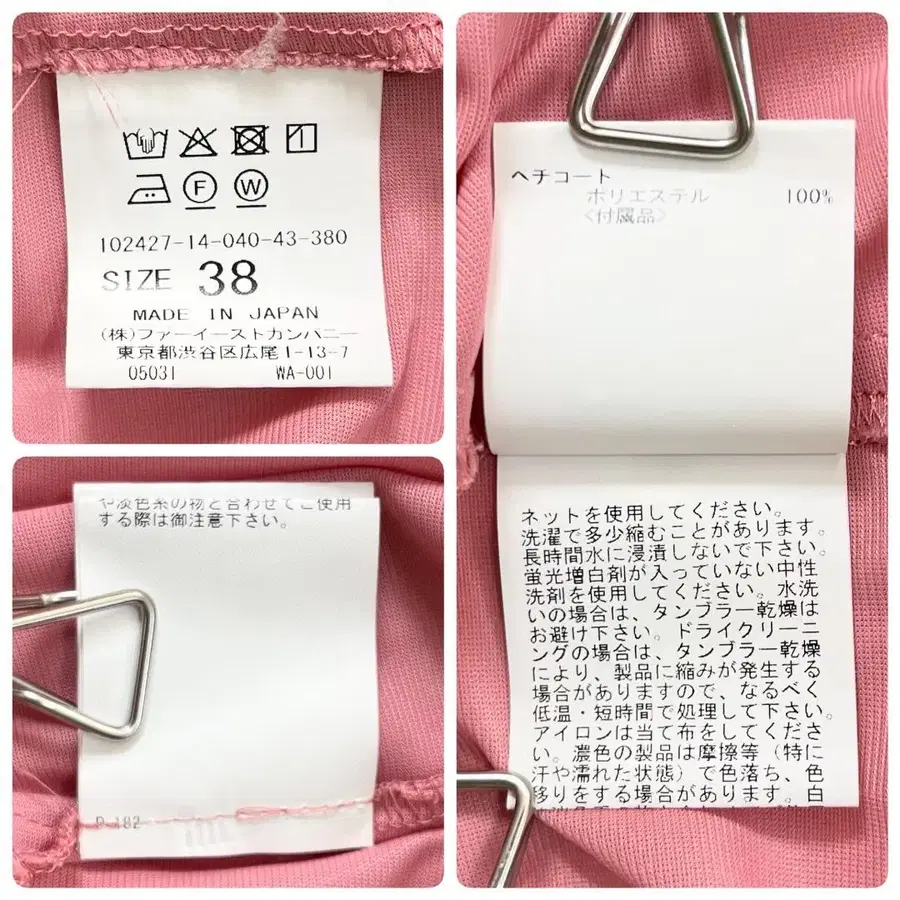 102427-14-040-43-380
SIZE 38
MADE IN JAPAN
(株)ファーイーストカンパニー
東京都渋谷区広尾1-13-7
05031 WA-001
ヘチコート
ポリエステル 100%
<付属品>
ネットを使用してください。
洗濯で多少縮むことがあります。
長時間水に浸漬しないで下さい。
蛍光増白剤が入っていない中性
洗剤を使用してください。水洗
いの場合は、タンブラー乾燥は
お避け下さい。ドライクリーニ
ングの場合は、タンブラー乾燥
により、製品に縮みが発生する
場合がありますので、なるべく
低温・短時間で処理して下さい。
アイロンは当て布をしてくださ
い。濃色の製品は摩擦等（特に
汗や濡れた状態）で色落ち、色
移りをする場合があります。白
や淡色系の物と合わせてご使用
する際は御注意下さい。